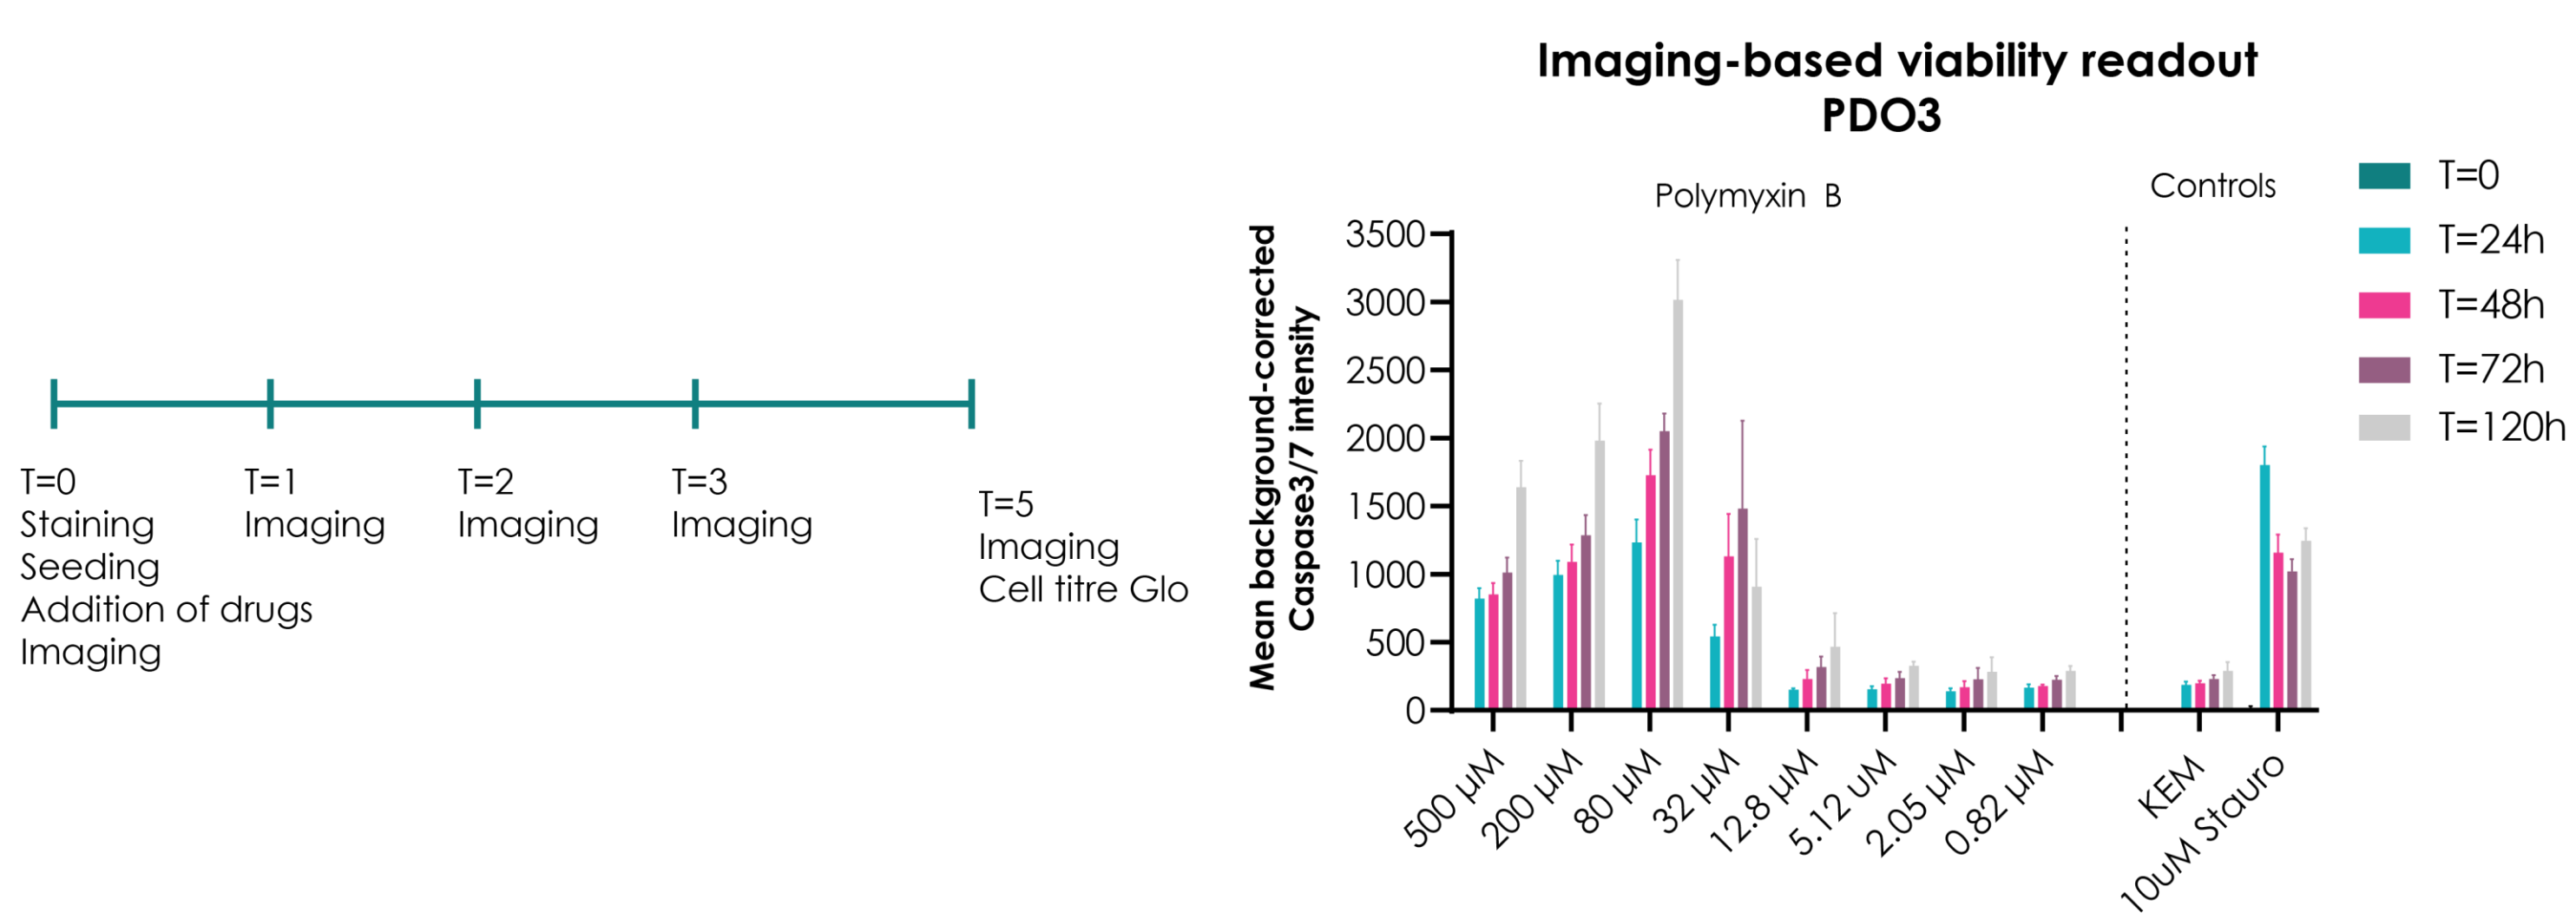 T=0
Staining
Seeding
Addition of drugs
Imaging
T=1
Imaging
T=2
Imaging
T=3
Imaging
T=5
Imaging
Cell titre Glo
Imaging-based viability readout
PDO3
Polymyxin B
Controls
Mean background-corrected
Caspase3/7 intensity
3500
3000
2500
2000
1500
1000
500
0
500 µM
200 µM
80 µM
32 µM
12.8 µM
5.12 uM
2.05 µM
0.82 µM
KEM
10uM Stauro
T=0
T=24h
T=48h
T=72h
T=120h